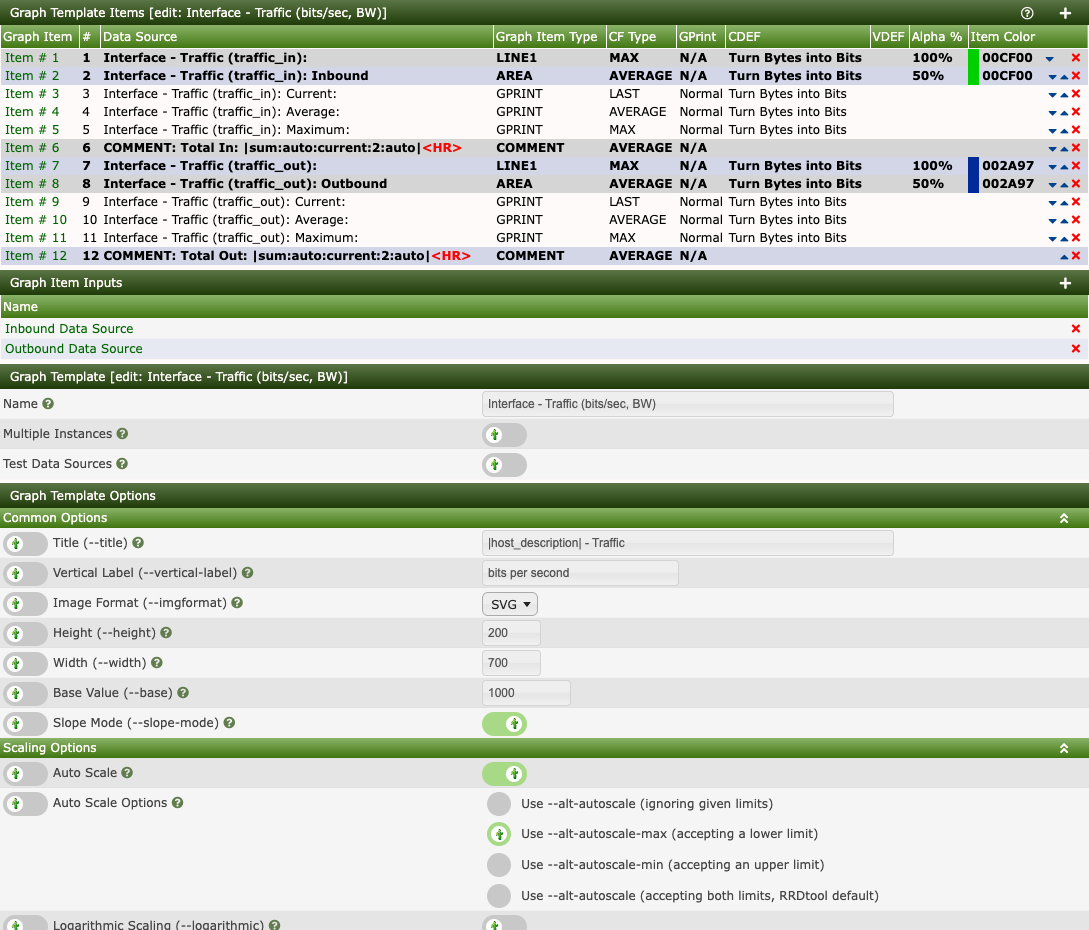 Graph Template Items [edit: Interface - Traffic (bits/sec, BW)]
Graph Item # Data Source Graph Item Type CF Type GPrint CDEF VDEF Alpha % Item Color
Item # 1 1 Interface - Traffic (traffic_in): LINE1 MAX N/A Turn Bytes into Bits 100% 00CF00
Item # 2 2 Interface - Traffic (traffic_in): Inbound AREA AVERAGE N/A Turn Bytes into Bits 50% 00CF00
Item # 3 3 Interface - Traffic (traffic_in): Current: GPRINT LAST Normal Turn Bytes into Bits
Item # 4 4 Interface - Traffic (traffic_in): Average: GPRINT AVERAGE Normal Turn Bytes into Bits
Item # 5 5 Interface - Traffic (traffic_in): Maximum: GPRINT MAX Normal Turn Bytes into Bits
Item # 6 6 COMMENT: Total In: |sum:auto:current:2:auto|<HR> COMMENT AVERAGE N/A
Item # 7 7 Interface - Traffic (traffic_out): LINE1 MAX N/A Turn Bytes into Bits 100% 002A97
Item # 8 8 Interface - Traffic (traffic_out): Outbound AREA AVERAGE N/A Turn Bytes into Bits 50% 002A97
Item # 9 9 Interface - Traffic (traffic_out): Current: GPRINT LAST Normal Turn Bytes into Bits
Item # 10 10 Interface - Traffic (traffic_out): Average: GPRINT AVERAGE Normal Turn Bytes into Bits
Item # 11 11 Interface - Traffic (traffic_out): Maximum: GPRINT MAX Normal Turn Bytes into Bits
Item # 12 12 COMMENT: Total Out: |sum:auto:current:2:auto|<HR> COMMENT AVERAGE N/A
Graph Item Inputs
Name
Inbound Data Source
Outbound Data Source
Graph Template [edit: Interface - Traffic (bits/sec, BW)]
Name Interface - Traffic (bits/sec, BW)
Multiple Instances
Test Data Sources
Graph Template Options
Common Options
Title (--title) |host_description| - Traffic
Vertical Label (--vertical-label) bits per second
Image Format (--imgformat) SVG
Height (--height) 200
Width (--width) 700
Base Value (--base) 1000
Slope Mode (--slope-mode)
Scaling Options
Auto Scale
Auto Scale Options Use --alt-autoscale (ignoring given limits)
Use --alt-autoscale-max (accepting a lower limit)
Use --alt-autoscale-min (accepting an upper limit)
Use --alt-autoscale (accepting both limits, RRDtool default)
Logarithmic Scaling (--logarithmic)